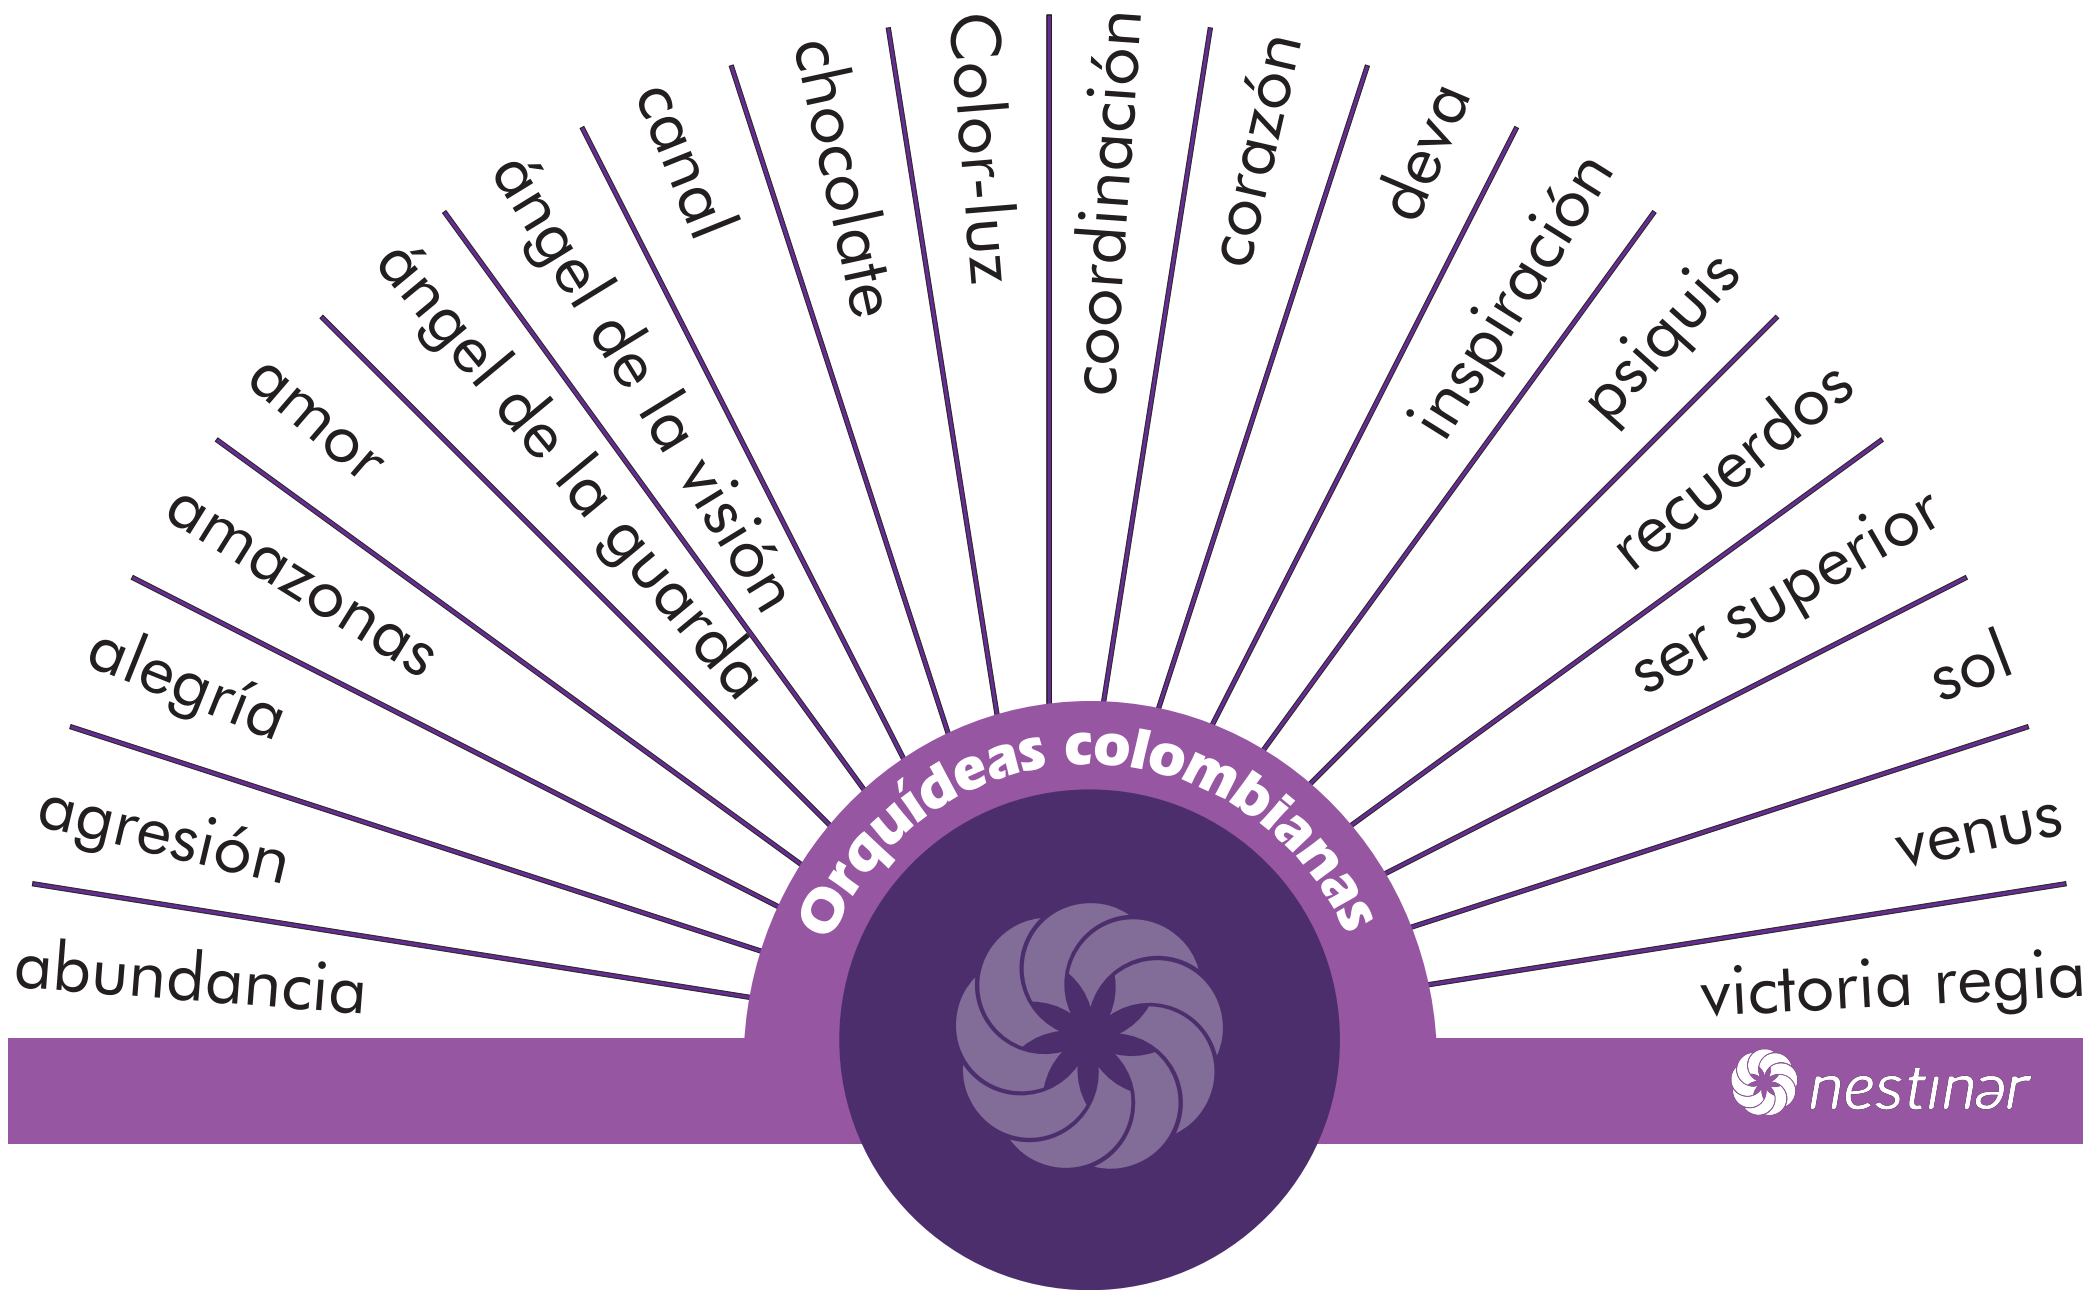 abundancia
agresión
alegría
amazonas
amor
ángel de la guarda
ángel de la visión
canal
chocolate
Color-luz
coordinación
corazón
deva
inspiración
psiquis
recuerdos
ser superior
sol
venus
victoria regia
Orquídeas colombianas
nestinar